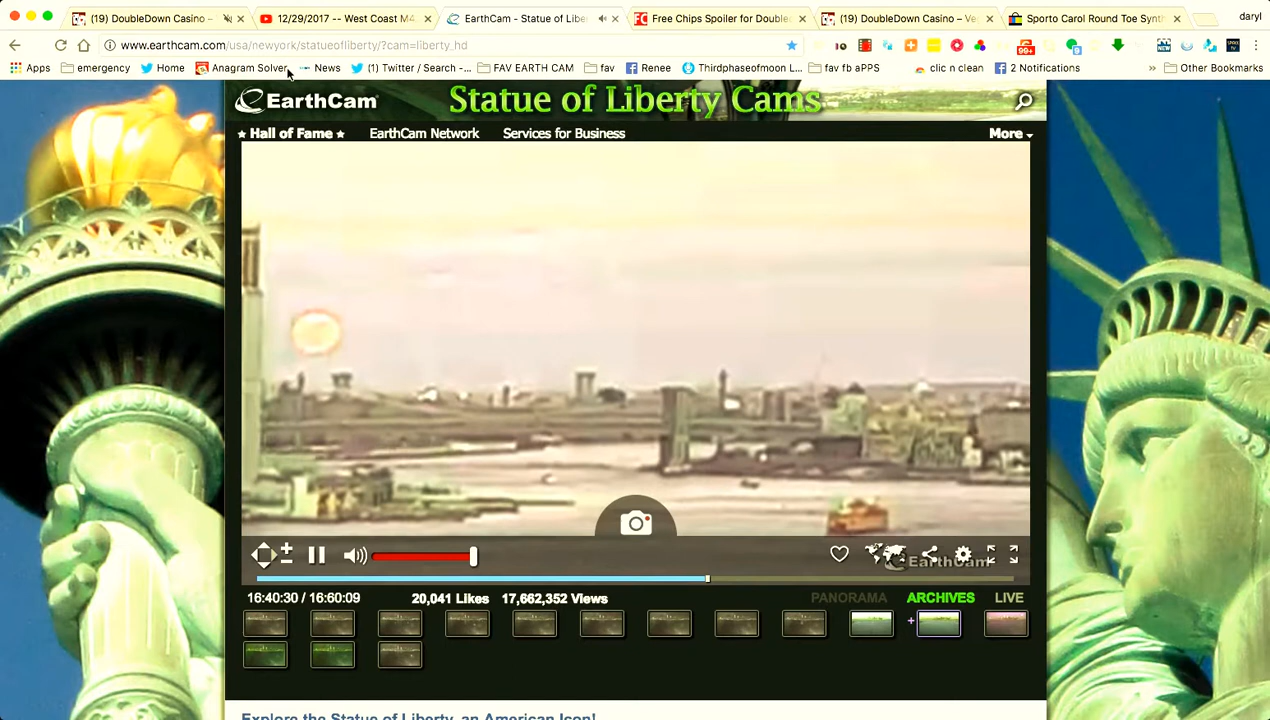 (19) DoubleDown Casino -
12/29/2017 -- West Coast M4.
EarthCam - Statue of Libe
Free Chips Spoiler for Double
(19) DoubleDown Casino – Ve
Sporto Carol Round Toe Synth
daryl
www.earthcam.com/usa/newyork/statueofliberty/?cam=liberty_hd
99+
Apps
emergency
Home
Anagram Solver
News
(1) Twitter / Search -...
FAV EARTH CAM
fav
Renee
Thirdphaseofmoon L...
fav fb aPPS
clic n clean
2 Notifications
»
Other Bookmarks
EarthCam
Statue of Liberty Cams
★ Hall of Fame ★
EarthCam Network
Services for Business
More
EarthCam
16:40:30 / 16:60:09
20,041 Likes
17,662,352 Views
PANORAMA
ARCHIVES
LIVE
Explore the Statue of Liberty, an American Icon!